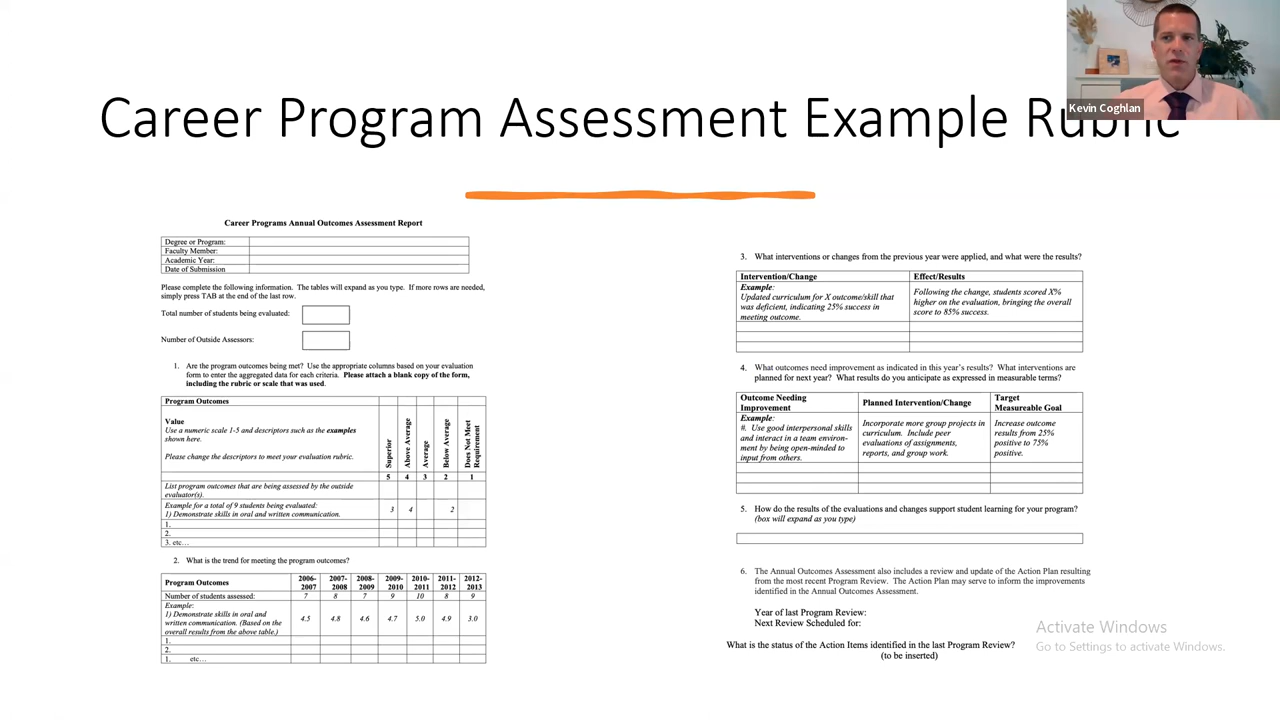 Kevin Coghlan
Career Program Assessment Example Rubric
Career Programs Annual Outcomes Assessment Report
Degree or Program:
Faculty Member:
Academic Year:
Date of Submission
Please complete the following information. The tables will expand as you type. If more rows are needed,
simply press TAB at the end of the last row.
Total number of students being evaluated:
Number of Outside Assessors:
1. Are the program outcomes being met? Use the appropriate columns based on your evaluation
form to enter the aggregated data for each criteria. Please attach a blank copy of the form,
including the rubric or scale that was used.
Program Outcomes
Value
Use a numeric scale 1-5 and descriptors such as the examples
shown here.
Please change the descriptors to meet your evaluation rubric.
Superior
Above Average
Average
Below Average
Does Not Meet
Requirement
5 4 3 2 1
List program outcomes that are being assessed by the outside
evaluator(s).
Example for a total of 9 students being evaluated:
1) Demonstrate skills in oral and written communication. 3 4 2
1.
2.
3. etc…
2. What is the trend for meeting the program outcomes?
Program Outcomes 2006-2007 2007-2008 2008-2009 2009-2010 2010-2011 2011-2012 2012-2013
Number of students assessed: 7 8 7 9 10 8 9
Example:
1) Demonstrate skills in oral and
written communication. (Based on the
overall results from the above table.) 4.5 4.8 4.6 4.7 5.0 4.9 3.0
1.
2.
1. etc…
3. What interventions or changes from the previous year were applied, and what were the results?
Intervention/Change Effect/Results
Example:
Updated curriculum for X outcome/skill that
was deficient, indicating 25% success in
meeting outcome.
Following the change, students scored X%
higher on the evaluation, bringing the overall
score to 85% success.
4. What outcomes need improvement as indicated in this year's results? What interventions are
planned for next year? What results do you anticipate as expressed in measurable terms?
Outcome Needing
Improvement
Planned Intervention/Change
Target
Measureable Goal
Example:
#. Use good interpersonal skills
and interact in a team environ-
ment by being open-minded to
input from others.
Incorporate more group projects in
curriculum. Include peer
evaluations of assignments,
reports, and group work.
Increase outcome
results from 25%
positive to 75%
positive.
5. How do the results of the evaluations and changes support student learning for your program?
(box will expand as you type)
6. The Annual Outcomes Assessment also includes a review and update of the Action Plan resulting
from the most recent Program Review. The Action Plan may serve to inform the improvements
identified in the Annual Outcomes Assessment.
Year of last Program Review:
Next Review Scheduled for:
What is the status of the Action Items identified in the last Program Review?
(to be inserted)
Activate Windows
Go to Settings to activate Windows.